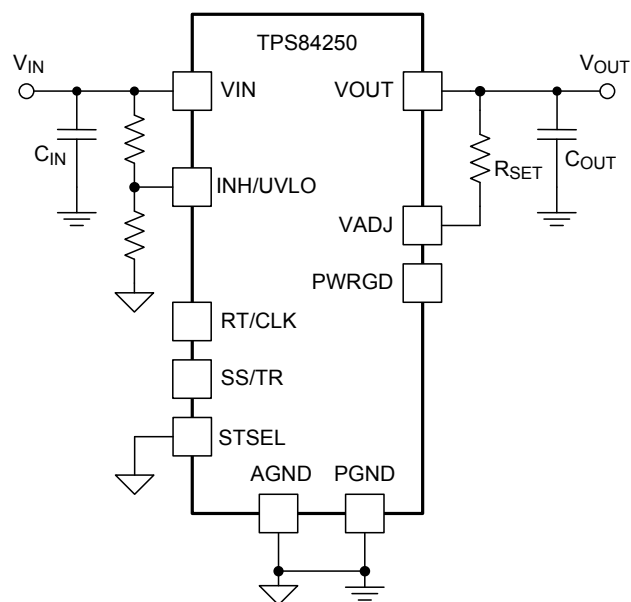 TPS84250
VIN
VIN
VOUT
VOUT
CIN
RSET
COUT
INH/UVLO
VADJ
PWRGD
RT/CLK
SS/TR
STSEL
AGND
PGND